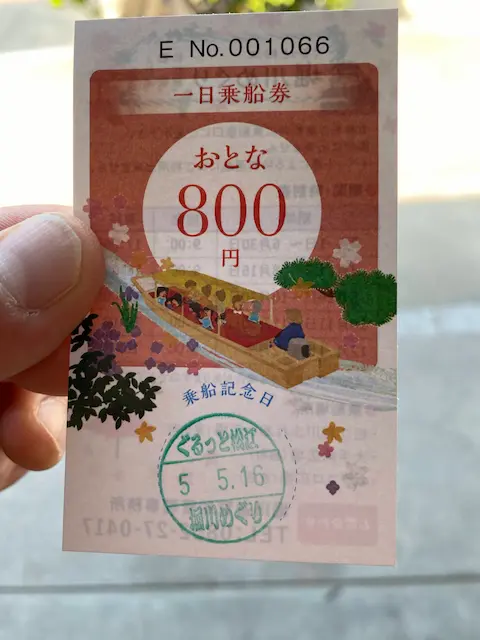 E No.001066
一日乗船券
おとな
800
円
乗船記念日
ぐるっと松江
5 5.16
堀川めぐり